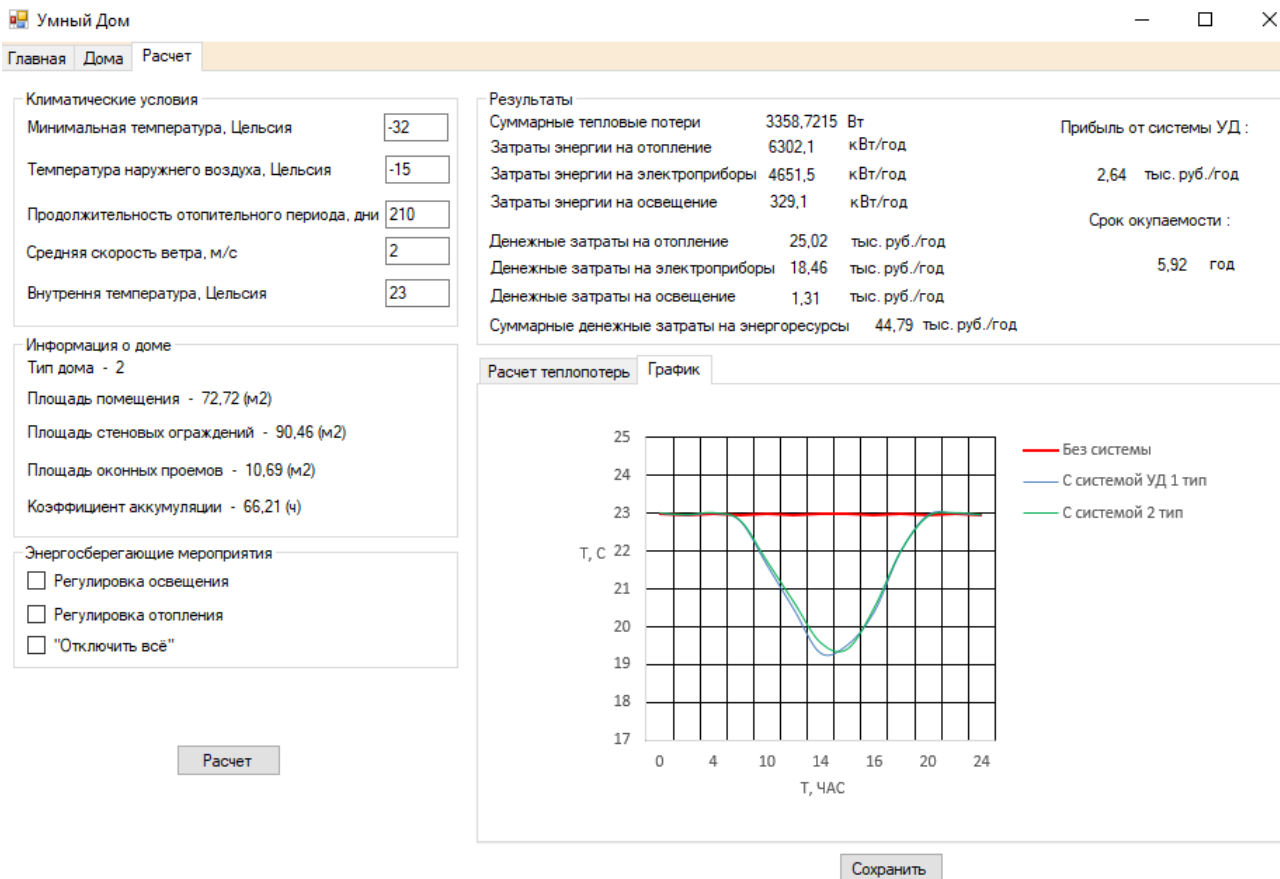 Умный Дом
Главная Дома Расчет
Климатические условия
Минимальная температура, Цельсия -32
Температура наружнего воздуха, Цельсия -15
Продолжительность отопительного периода, дни 210
Средняя скорость ветра, м/с 2
Внутрення температура, Цельсия 23
Информация о доме
Тип дома - 2
Площадь помещения - 72,72 (м2)
Площадь стеновых ограждений - 90,46 (м2)
Площадь оконных проемов - 10,69 (м2)
Коэффициент аккумуляции - 66,21 (ч)
Энергосберегающие мероприятия
Регулировка освещения
Регулировка отопления
"Отключить всё"
Расчет
Результаты
Суммарные тепловые потери 3358,7215 Вт
Затраты энергии на отопление 6302,1 кВт/год
Затраты энергии на электроприборы 4651,5 кВт/год
Затраты энергии на освещение 329,1 кВт/год
Денежные затраты на отопление 25,02 тыс. руб./год
Денежные затраты на электроприборы 18,46 тыс. руб./год
Денежные затраты на освещение 1,31 тыс. руб./год
Суммарные денежные затраты на энергоресурсы 44,79 тыс. руб./год
Прибыль от системы УД :
2,64 тыс. руб./год
Срок окупаемости :
5,92 год
Расчет теплопотерь График
25
24
23
22
21
20
19
18
17
Т, С
0 4 10 14 16 20 24
Т, ЧАС
Без системы
С системой УД 1 тип
С системой 2 тип
Сохранить